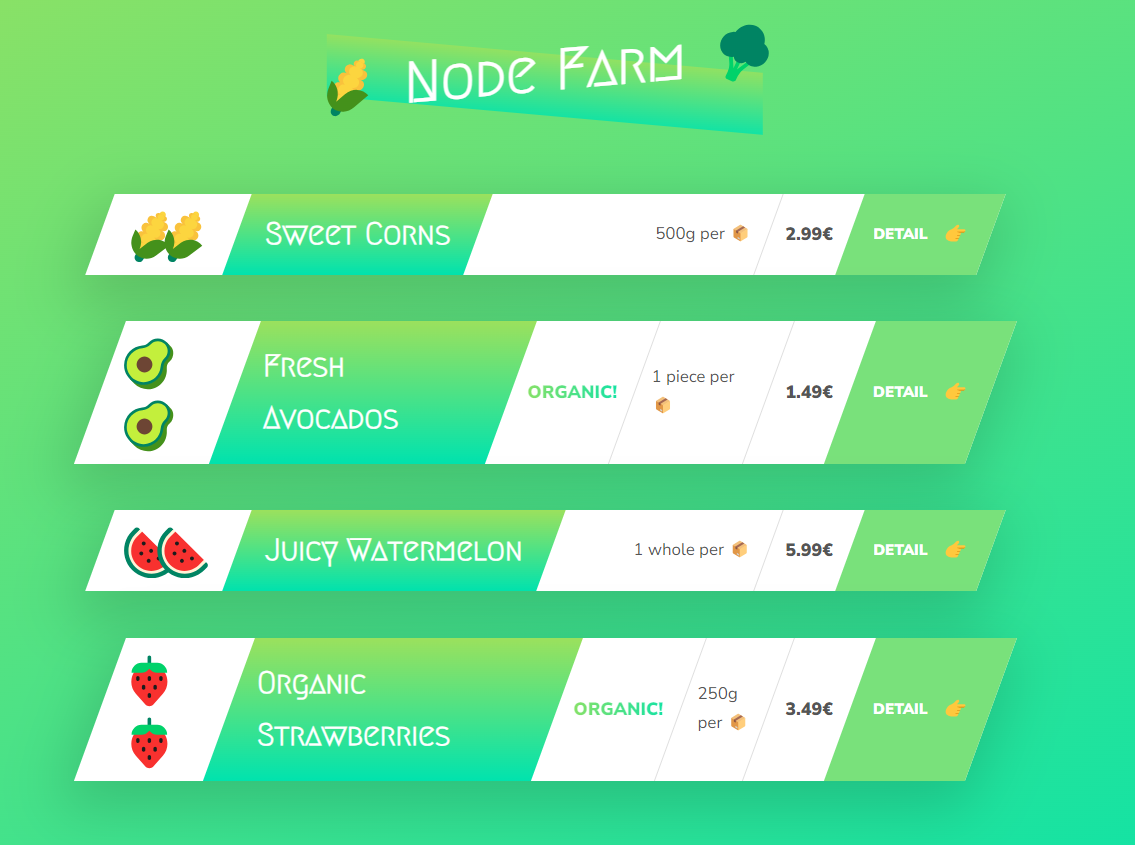 Node Farm
Sweet Corns
500g per
2.99€
DETAIL
Fresh
Avocados
ORGANIC!
1 piece per
1.49€
DETAIL
Juicy Watermelon
1 whole per
5.99€
DETAIL
Organic
Strawberries
ORGANIC!
250g
per
3.49€
DETAIL